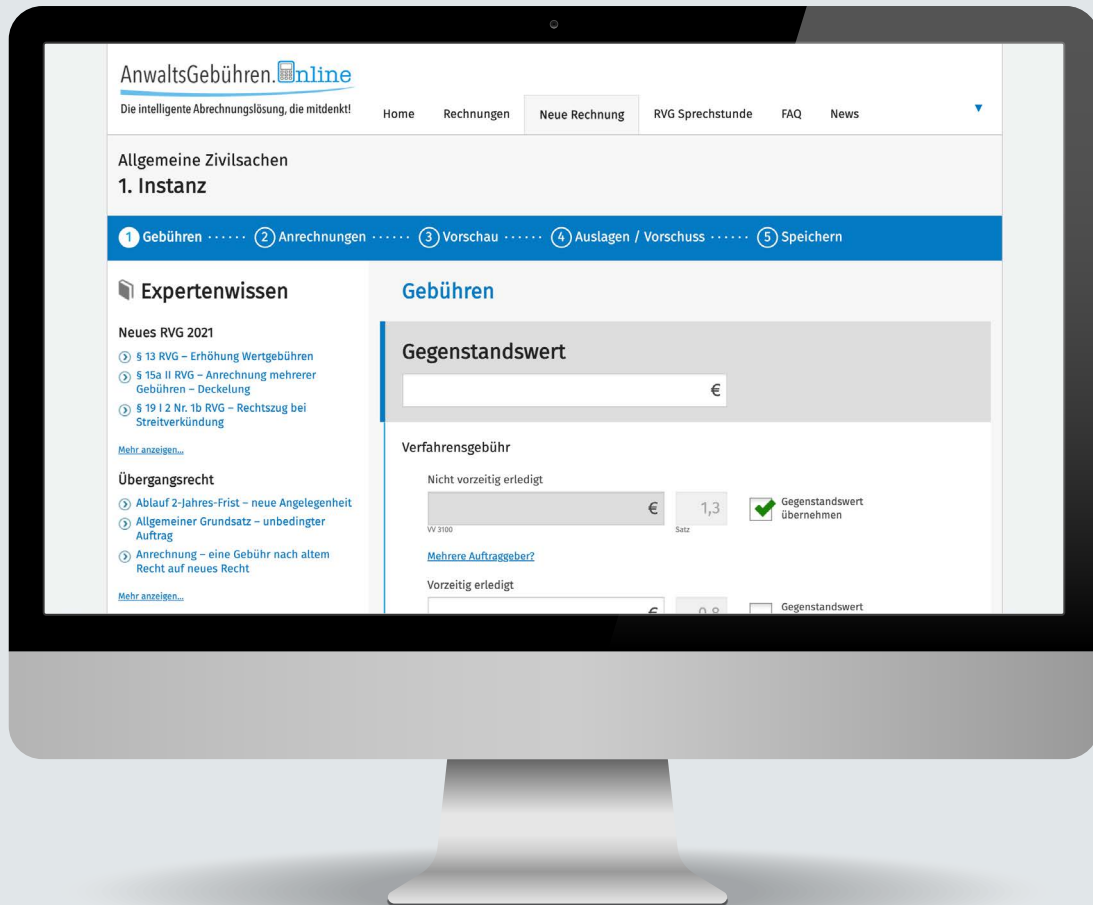 AnwaltsGebühren.Online
Die intelligente Abrechnungslösung, die mitdenkt!
Home Rechnungen Neue Rechnung RVG Sprechstunde FAQ News
Allgemeine Zivilsachen
1. Instanz
1 Gebühren ...... 2 Anrechnungen ...... 3 Vorschau ...... 4 Auslagen / Vorschuss ...... 5 Speichern
Expertenwissen
Neues RVG 2021
§ 13 RVG – Erhöhung Wertgebühren
§ 15a II RVG – Anrechnung mehrerer
Gebühren – Deckelung
§ 19 I 2 Nr. 1b RVG – Rechtszug bei
Streitverkündung
Mehr anzeigen...
Übergangsrecht
Ablauf 2-Jahres-Frist – neue Angelegenheit
Allgemeiner Grundsatz – unbedingter
Auftrag
Anrechnung – eine Gebühr nach altem
Recht auf neues Recht
Mehr anzeigen...
Gebühren
Gegenstandswert
€
Verfahrensgebühr
Nicht vorzeitig erledigt
€ 1,3 Gegenstandswert
übernehmen
VV 3100 Satz
Mehrere Auftraggeber?
Vorzeitig erledigt
€ 0,8 Gegenstandswert